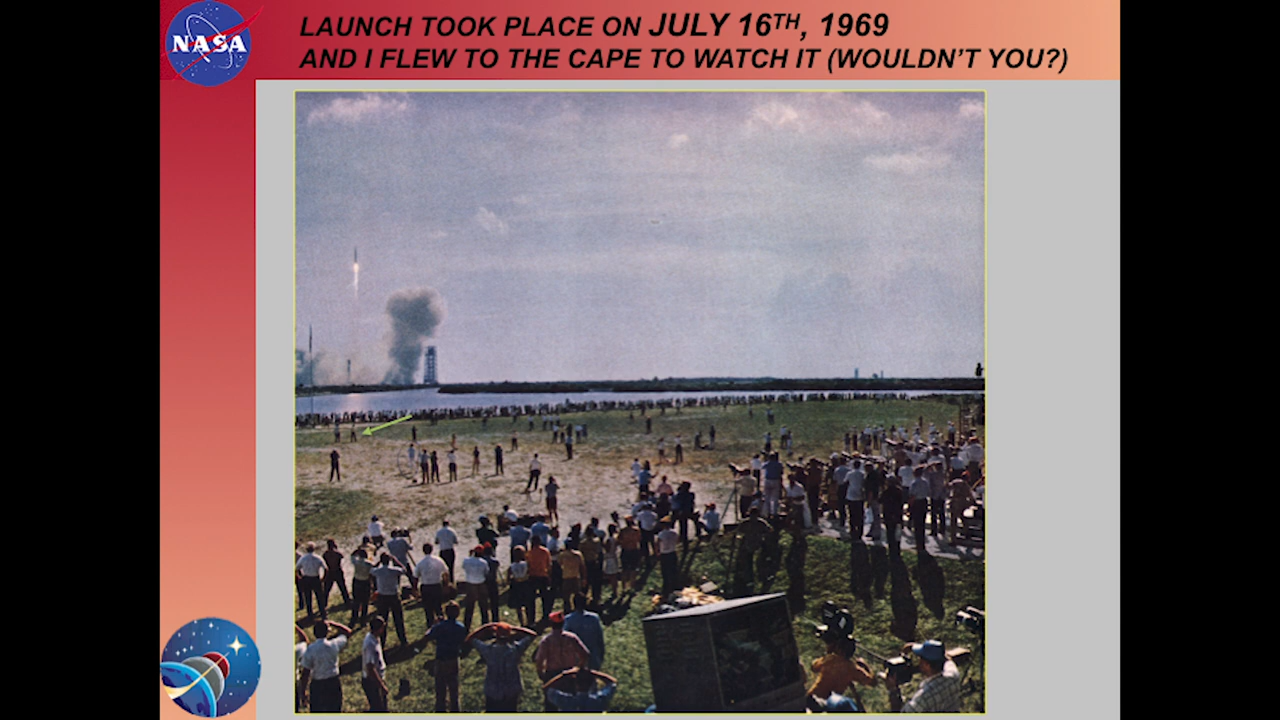 NASA
LAUNCH TOOK PLACE ON JULY 16TH, 1969
AND I FLEW TO THE CAPE TO WATCH IT (WOULDN'T YOU?)